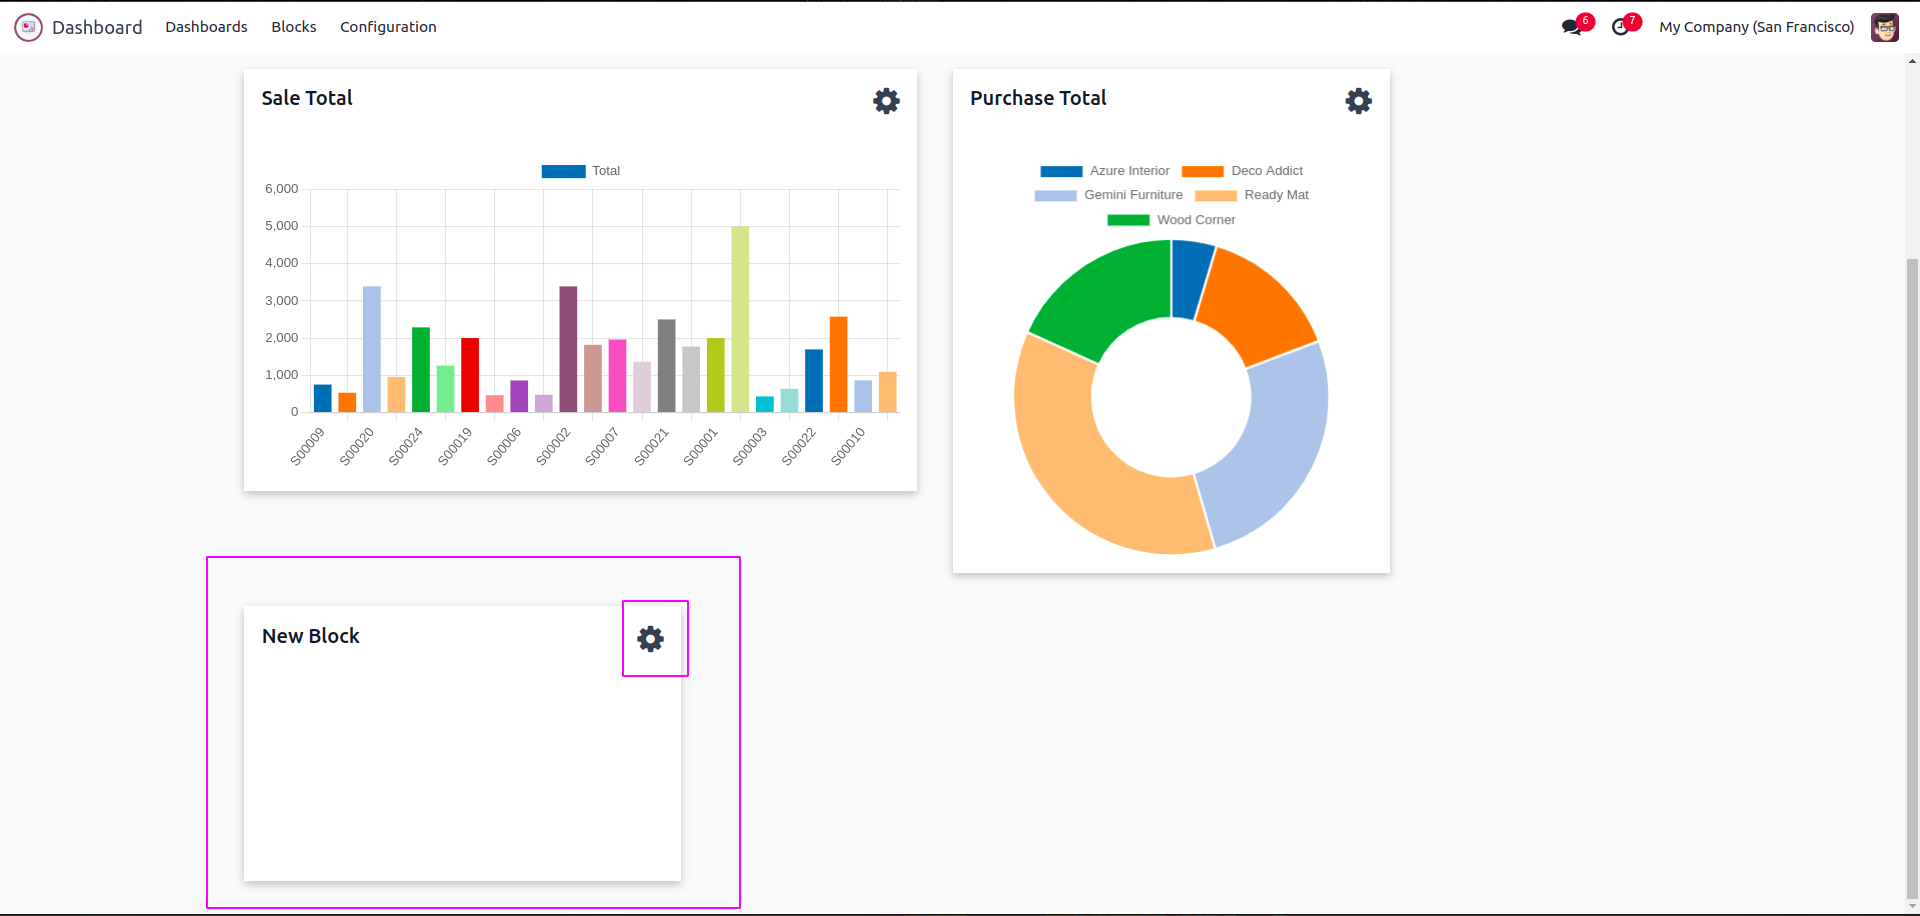 Dashboard Dashboards Blocks Configuration 6 7 My Company (San Francisco)
Sale Total
Total
6,000
5,000
4,000
3,000
2,000
1,000
0
S00009 S00020 S00024 S00019 S00006 S00002 S00007 S00021 S00001 S00003 S00022 S00010
Purchase Total
Azure Interior Deco Addict
Gemini Furniture Ready Mat
Wood Corner
New Block